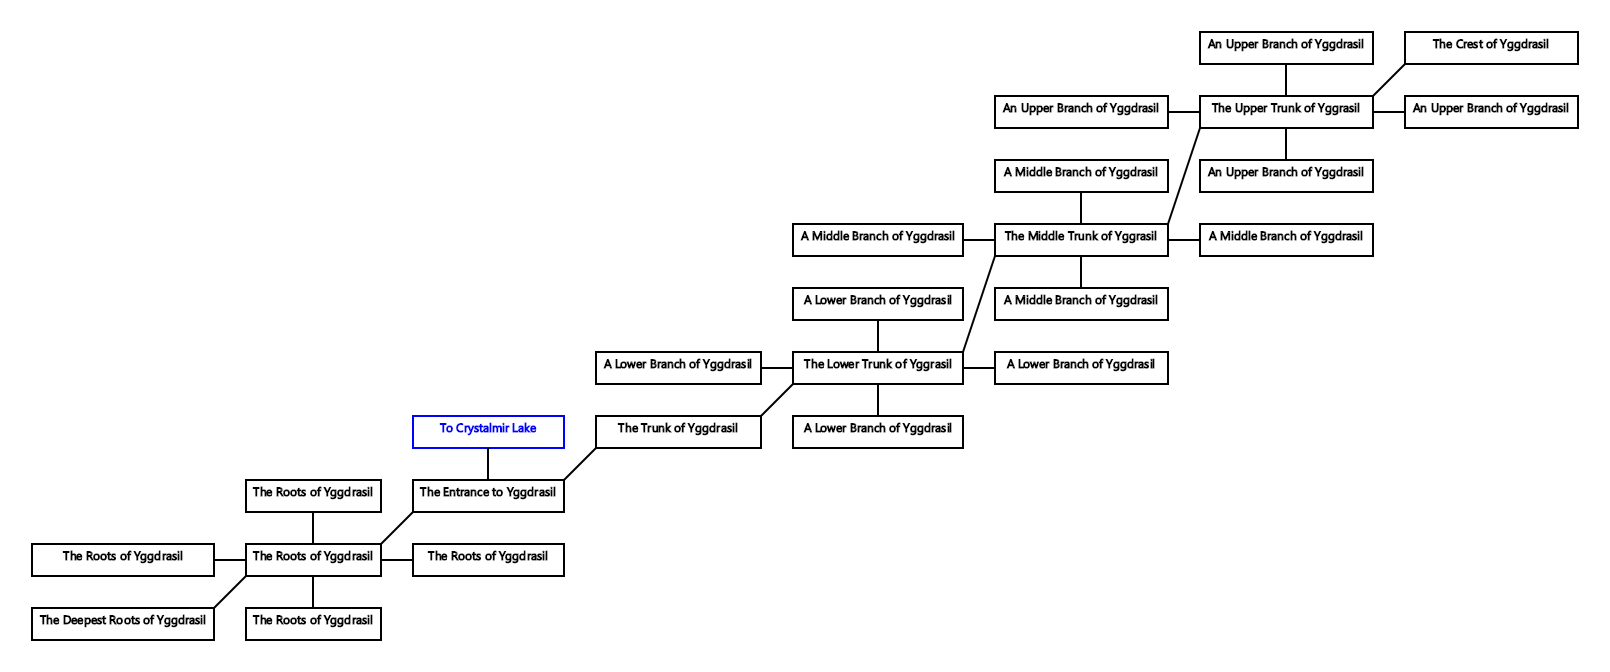 An Upper Branch of Yggdrasil
The Crest of Yggdrasil
An Upper Branch of Yggdrasil
The Upper Trunk of Yggrasil
An Upper Branch of Yggdrasil
A Middle Branch of Yggdrasil
An Upper Branch of Yggdrasil
A Middle Branch of Yggdrasil
The Middle Trunk of Yggrasil
A Middle Branch of Yggdrasil
A Lower Branch of Yggdrasil
A Middle Branch of Yggdrasil
A Lower Branch of Yggdrasil
The Lower Trunk of Yggrasil
A Lower Branch of Yggdrasil
To Crystalmir Lake
The Trunk of Yggdrasil
A Lower Branch of Yggdrasil
The Roots of Yggdrasil
The Entrance to Yggdrasil
The Roots of Yggdrasil
The Roots of Yggdrasil
The Roots of Yggdrasil
The Deepest Roots of Yggdrasil
The Roots of Yggdrasil